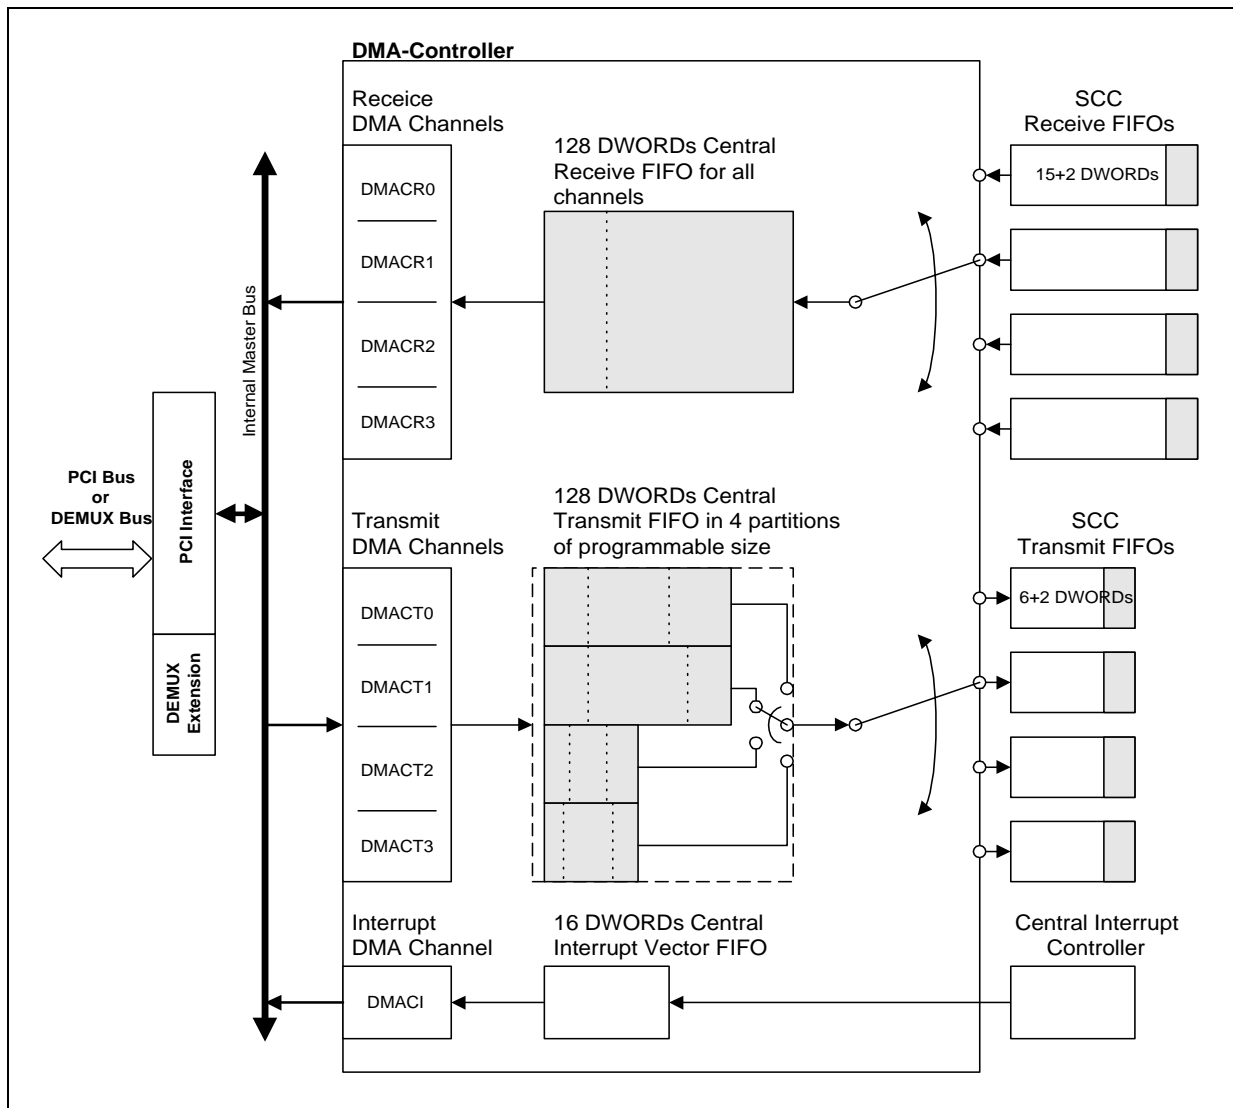 DMA-Controller
Receice
DMA Channels
DMACR0
DMACR1
DMACR2
DMACR3
128 DWORDs Central
Receive FIFO for all
channels
SCC
Receive FIFOs
15+2 DWORDs
Internal Master Bus
PCI Bus
or
DEMUX Bus
PCI Interface
DEMUX
Extension
Transmit
DMA Channels
DMACT0
DMACT1
DMACT2
DMACT3
128 DWORDs Central
Transmit FIFO in 4 partitions
of programmable size
SCC
Transmit FIFOs
6+2 DWORDs
Interrupt
DMA Channel
DMACI
16 DWORDs Central
Interrupt Vector FIFO
Central Interrupt
Controller